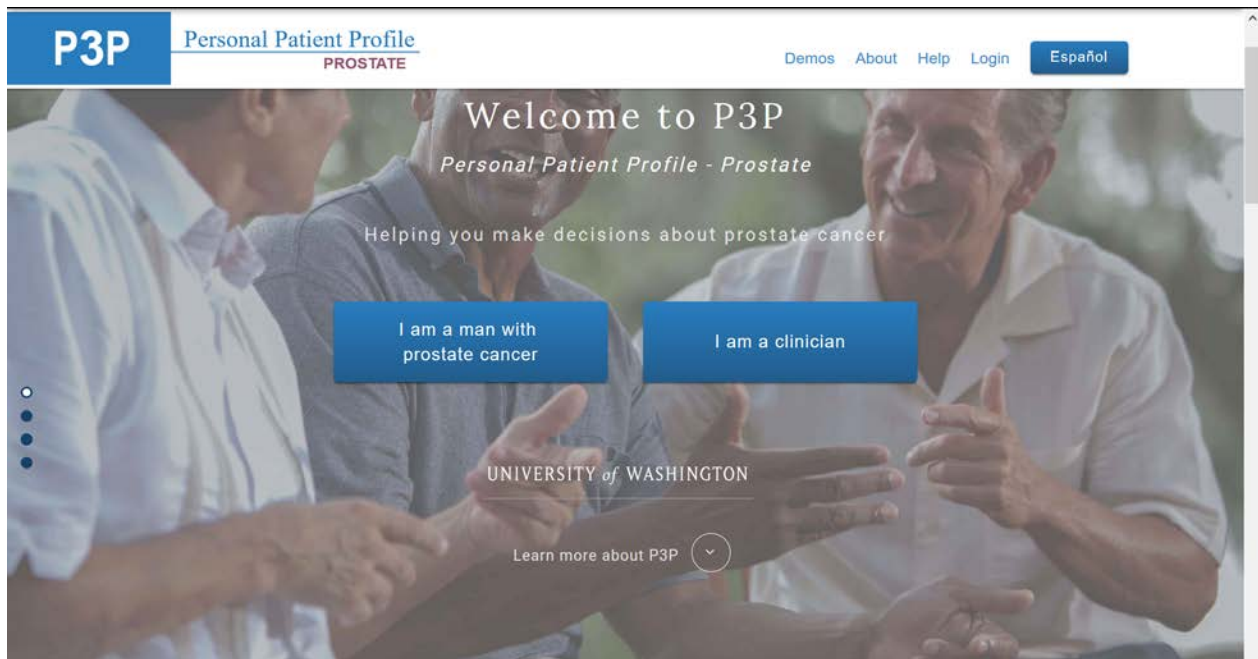 P3P
Personal Patient Profile
PROSTATE
Demos About Help Login Español
Welcome to P3P
Personal Patient Profile - Prostate
Helping you make decisions about prostate cancer
I am a man with
prostate cancer
I am a clinician
UNIVERSITY of WASHINGTON
Learn more about P3P